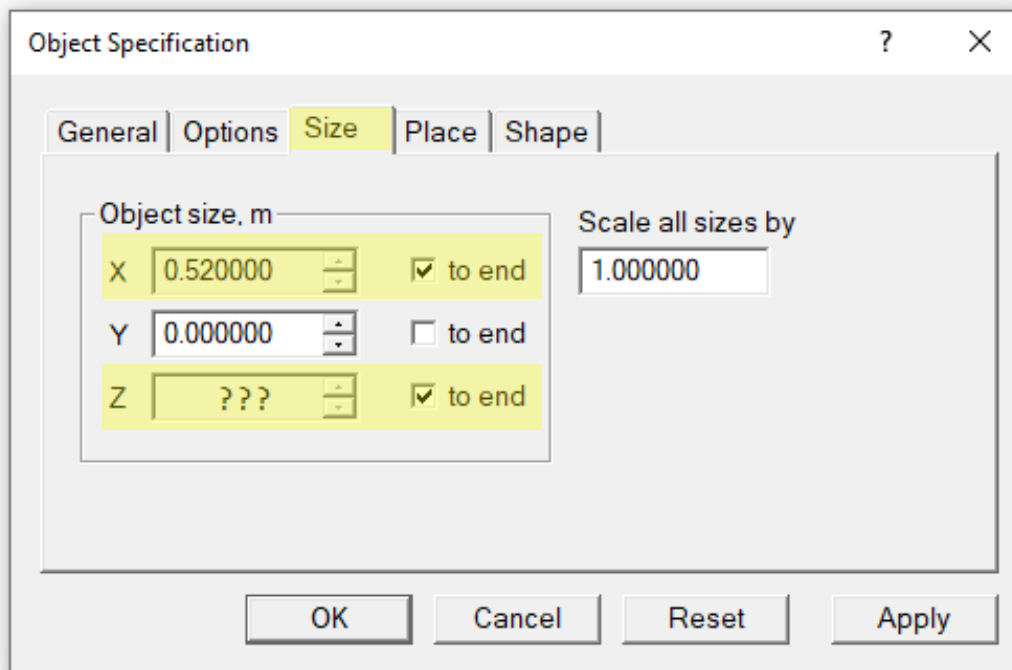 Object Specification ?
General Options Size Place Shape
Object size, m
Scale all sizes by
X 0.520000 to end
1.000000
Y 0.000000 to end
Z ??? to end
OK Cancel Reset Apply